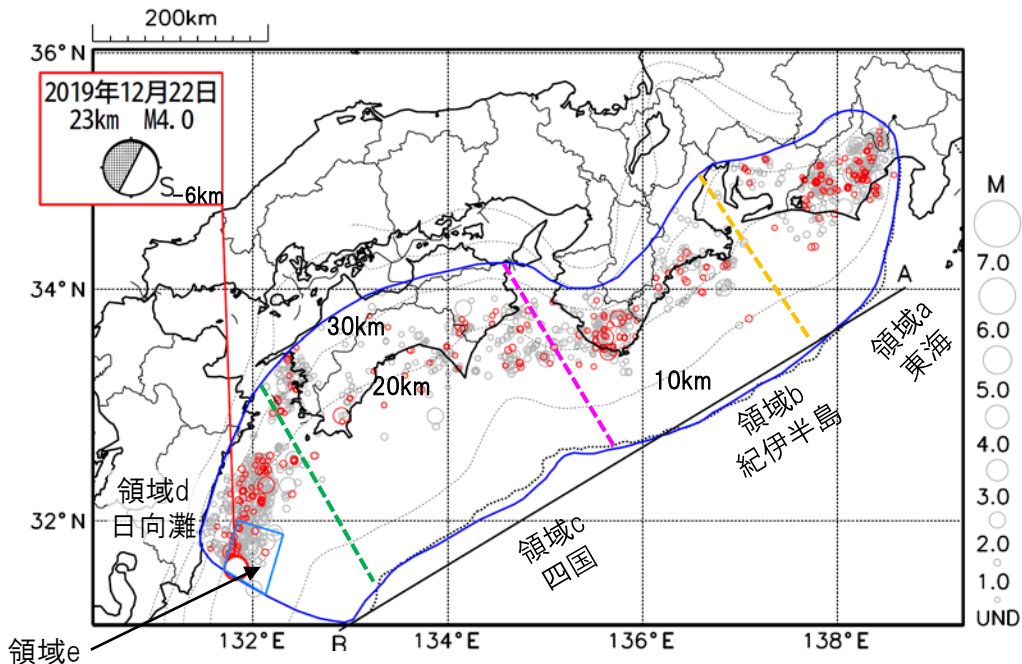 200km
36°N
2019年12月22日
23km M4.0
S
-6km
M
7.0
6.0
5.0
4.0
3.0
2.0
1.0
UND
34°N
32°N
30km
20km
10km
A
領域a
東海
領域b
紀伊半島
領域c
四国
領域d
日向灘
領域e
132°E
B
134°E
136°E
138°E